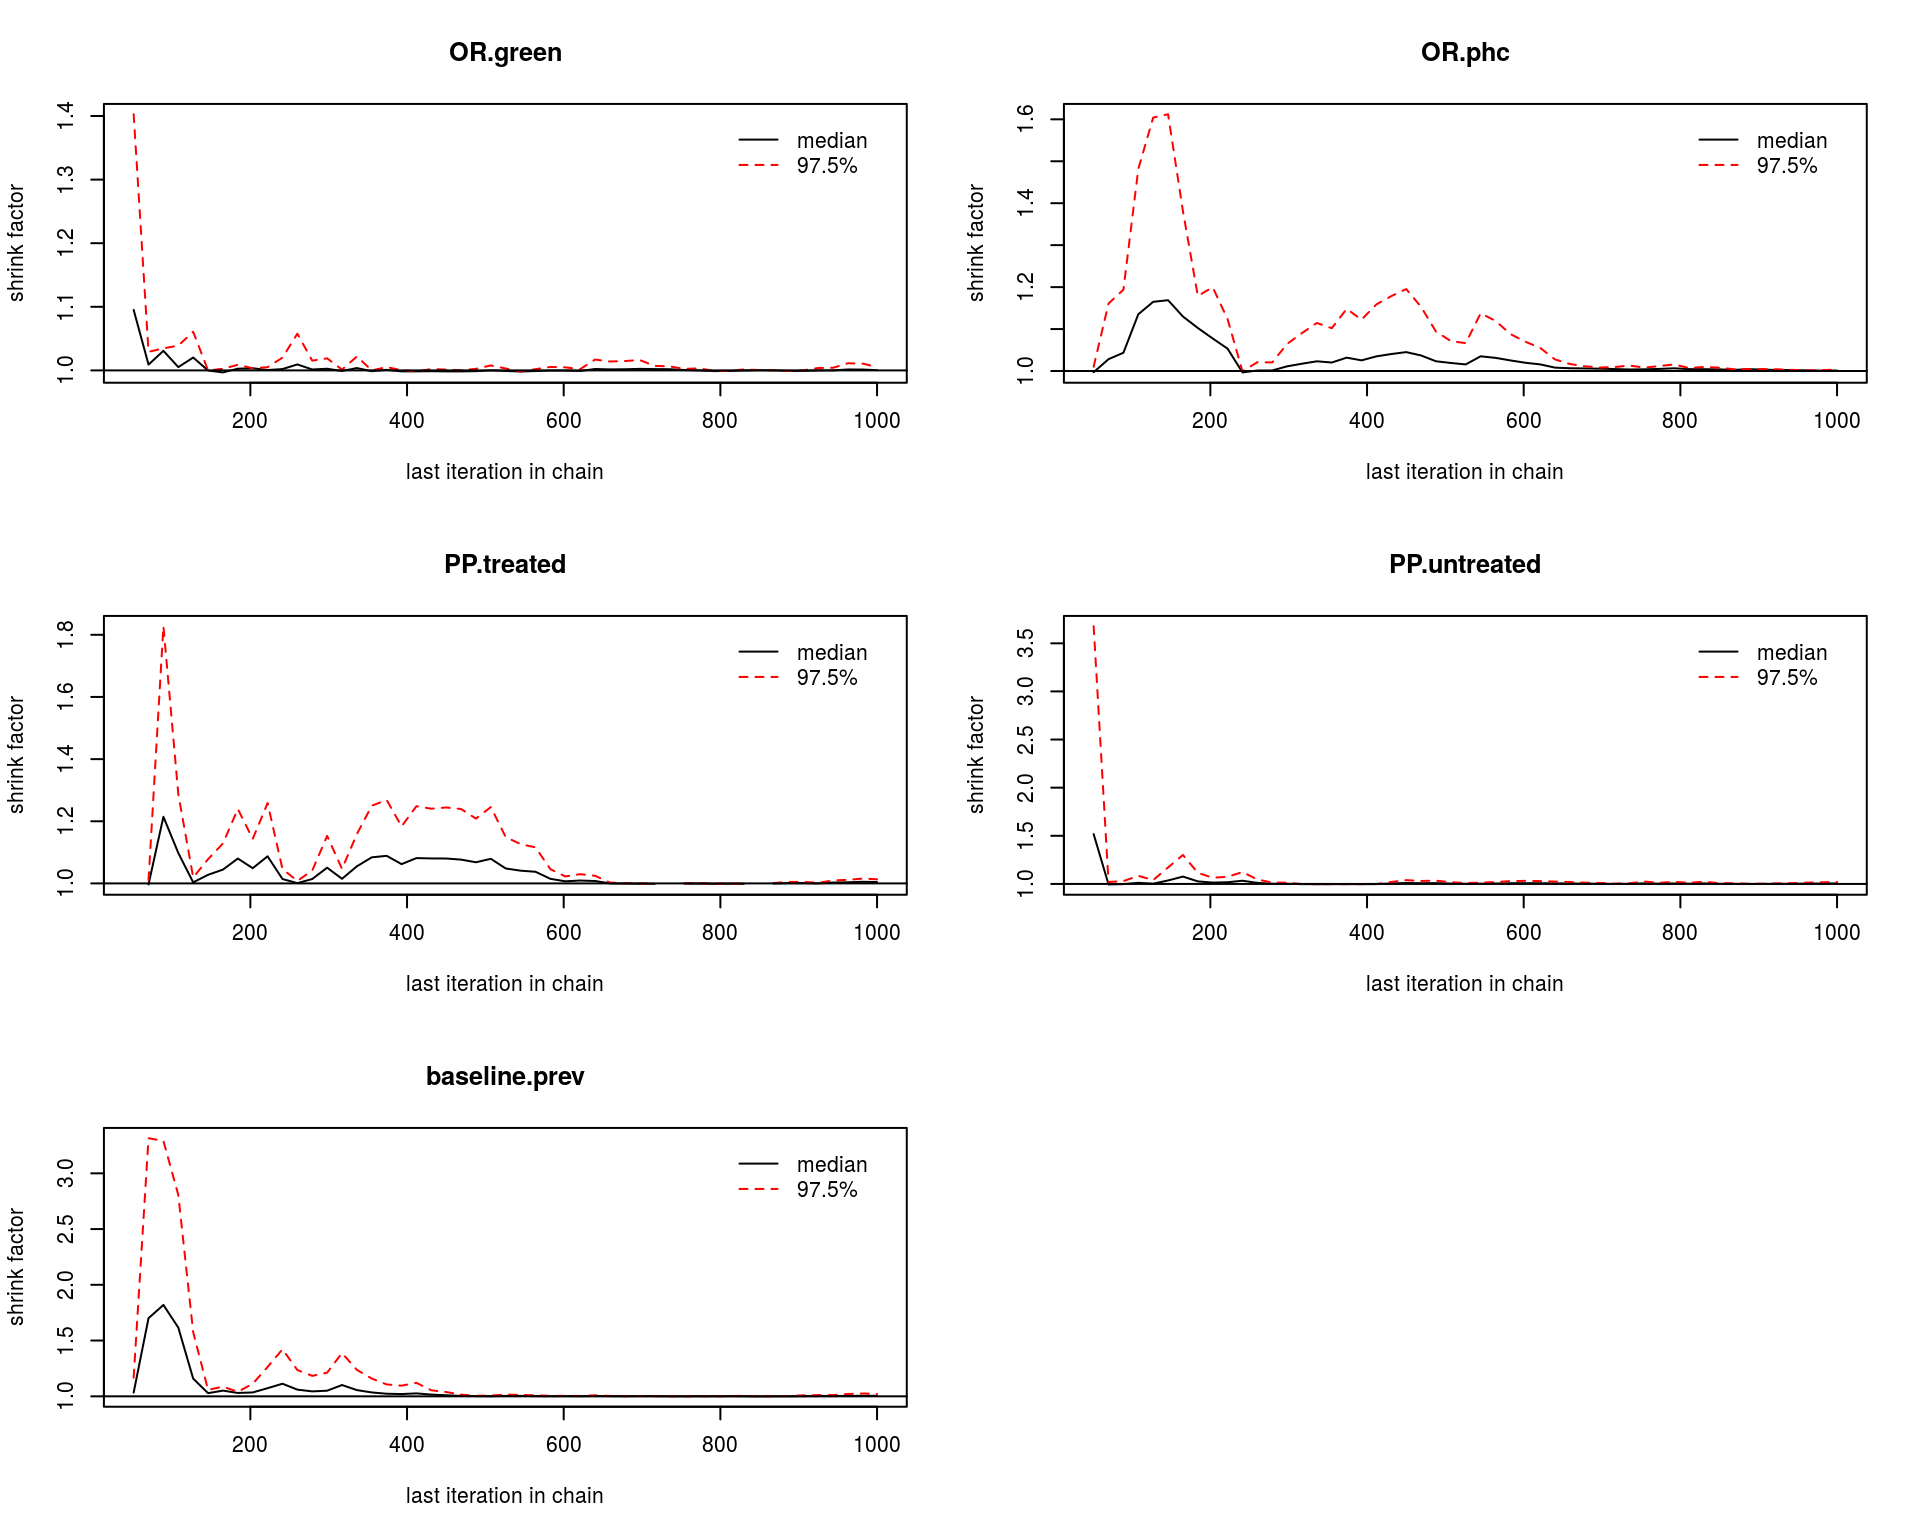 OR.green
shrink factor
1.0 1.1 1.2 1.3 1.4
median
97.5%
200 400 600 800 1000
last iteration in chain
OR.phc
shrink factor
1.0 1.2 1.4 1.6
median
97.5%
200 400 600 800 1000
last iteration in chain
PP.treated
shrink factor
1.0 1.2 1.4 1.6 1.8
median
97.5%
200 400 600 800 1000
last iteration in chain
PP.untreated
shrink factor
1.0 1.5 2.0 2.5 3.0 3.5
median
97.5%
200 400 600 800 1000
last iteration in chain
baseline.prev
shrink factor
1.0 1.5 2.0 2.5 3.0
median
97.5%
200 400 600 800 1000
last iteration in chain